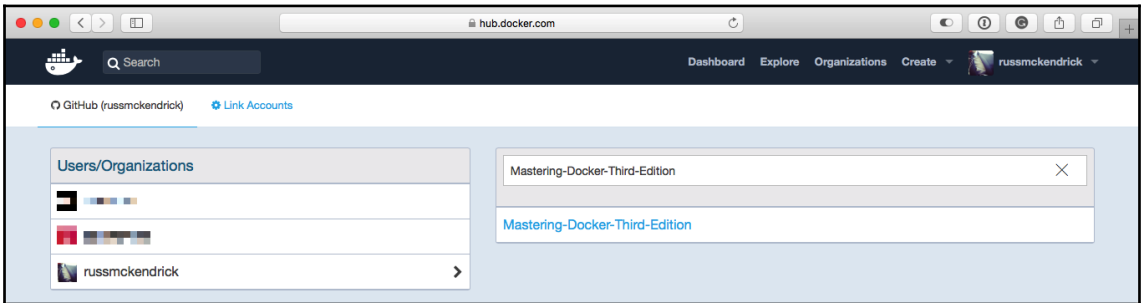 hub.docker.com
Search
Dashboard Explore Organizations Create russmckendrick
GitHub (russmckendrick) Link Accounts
Users/Organizations
russmckendrick
Mastering-Docker-Third-Edition
Mastering-Docker-Third-Edition